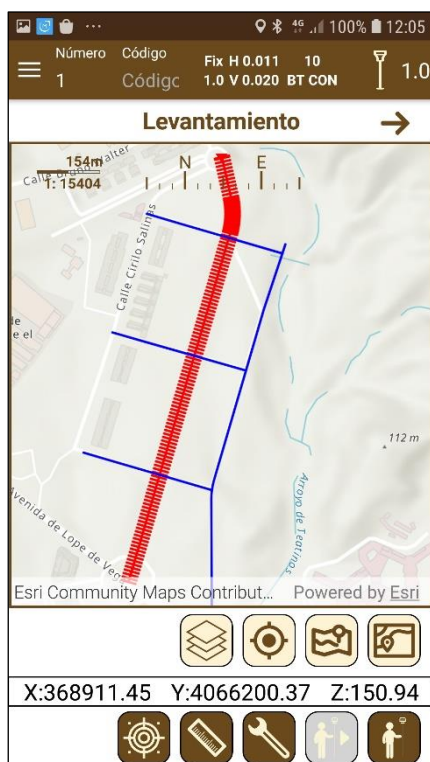 4G 100% 12:05
Número Código Fix H 0.011 10
1 Código 1.0 V 0.020 BT CON 1.0
Levantamiento
154m N E
1: 15404
Calle Cirilo Salinas
112 m
Avenida de Lope de Vega
Arroyo de Teatinos
Esri Community Maps Contribut... Powered by Esri
X:368911.45 Y:4066200.37 Z:150.94